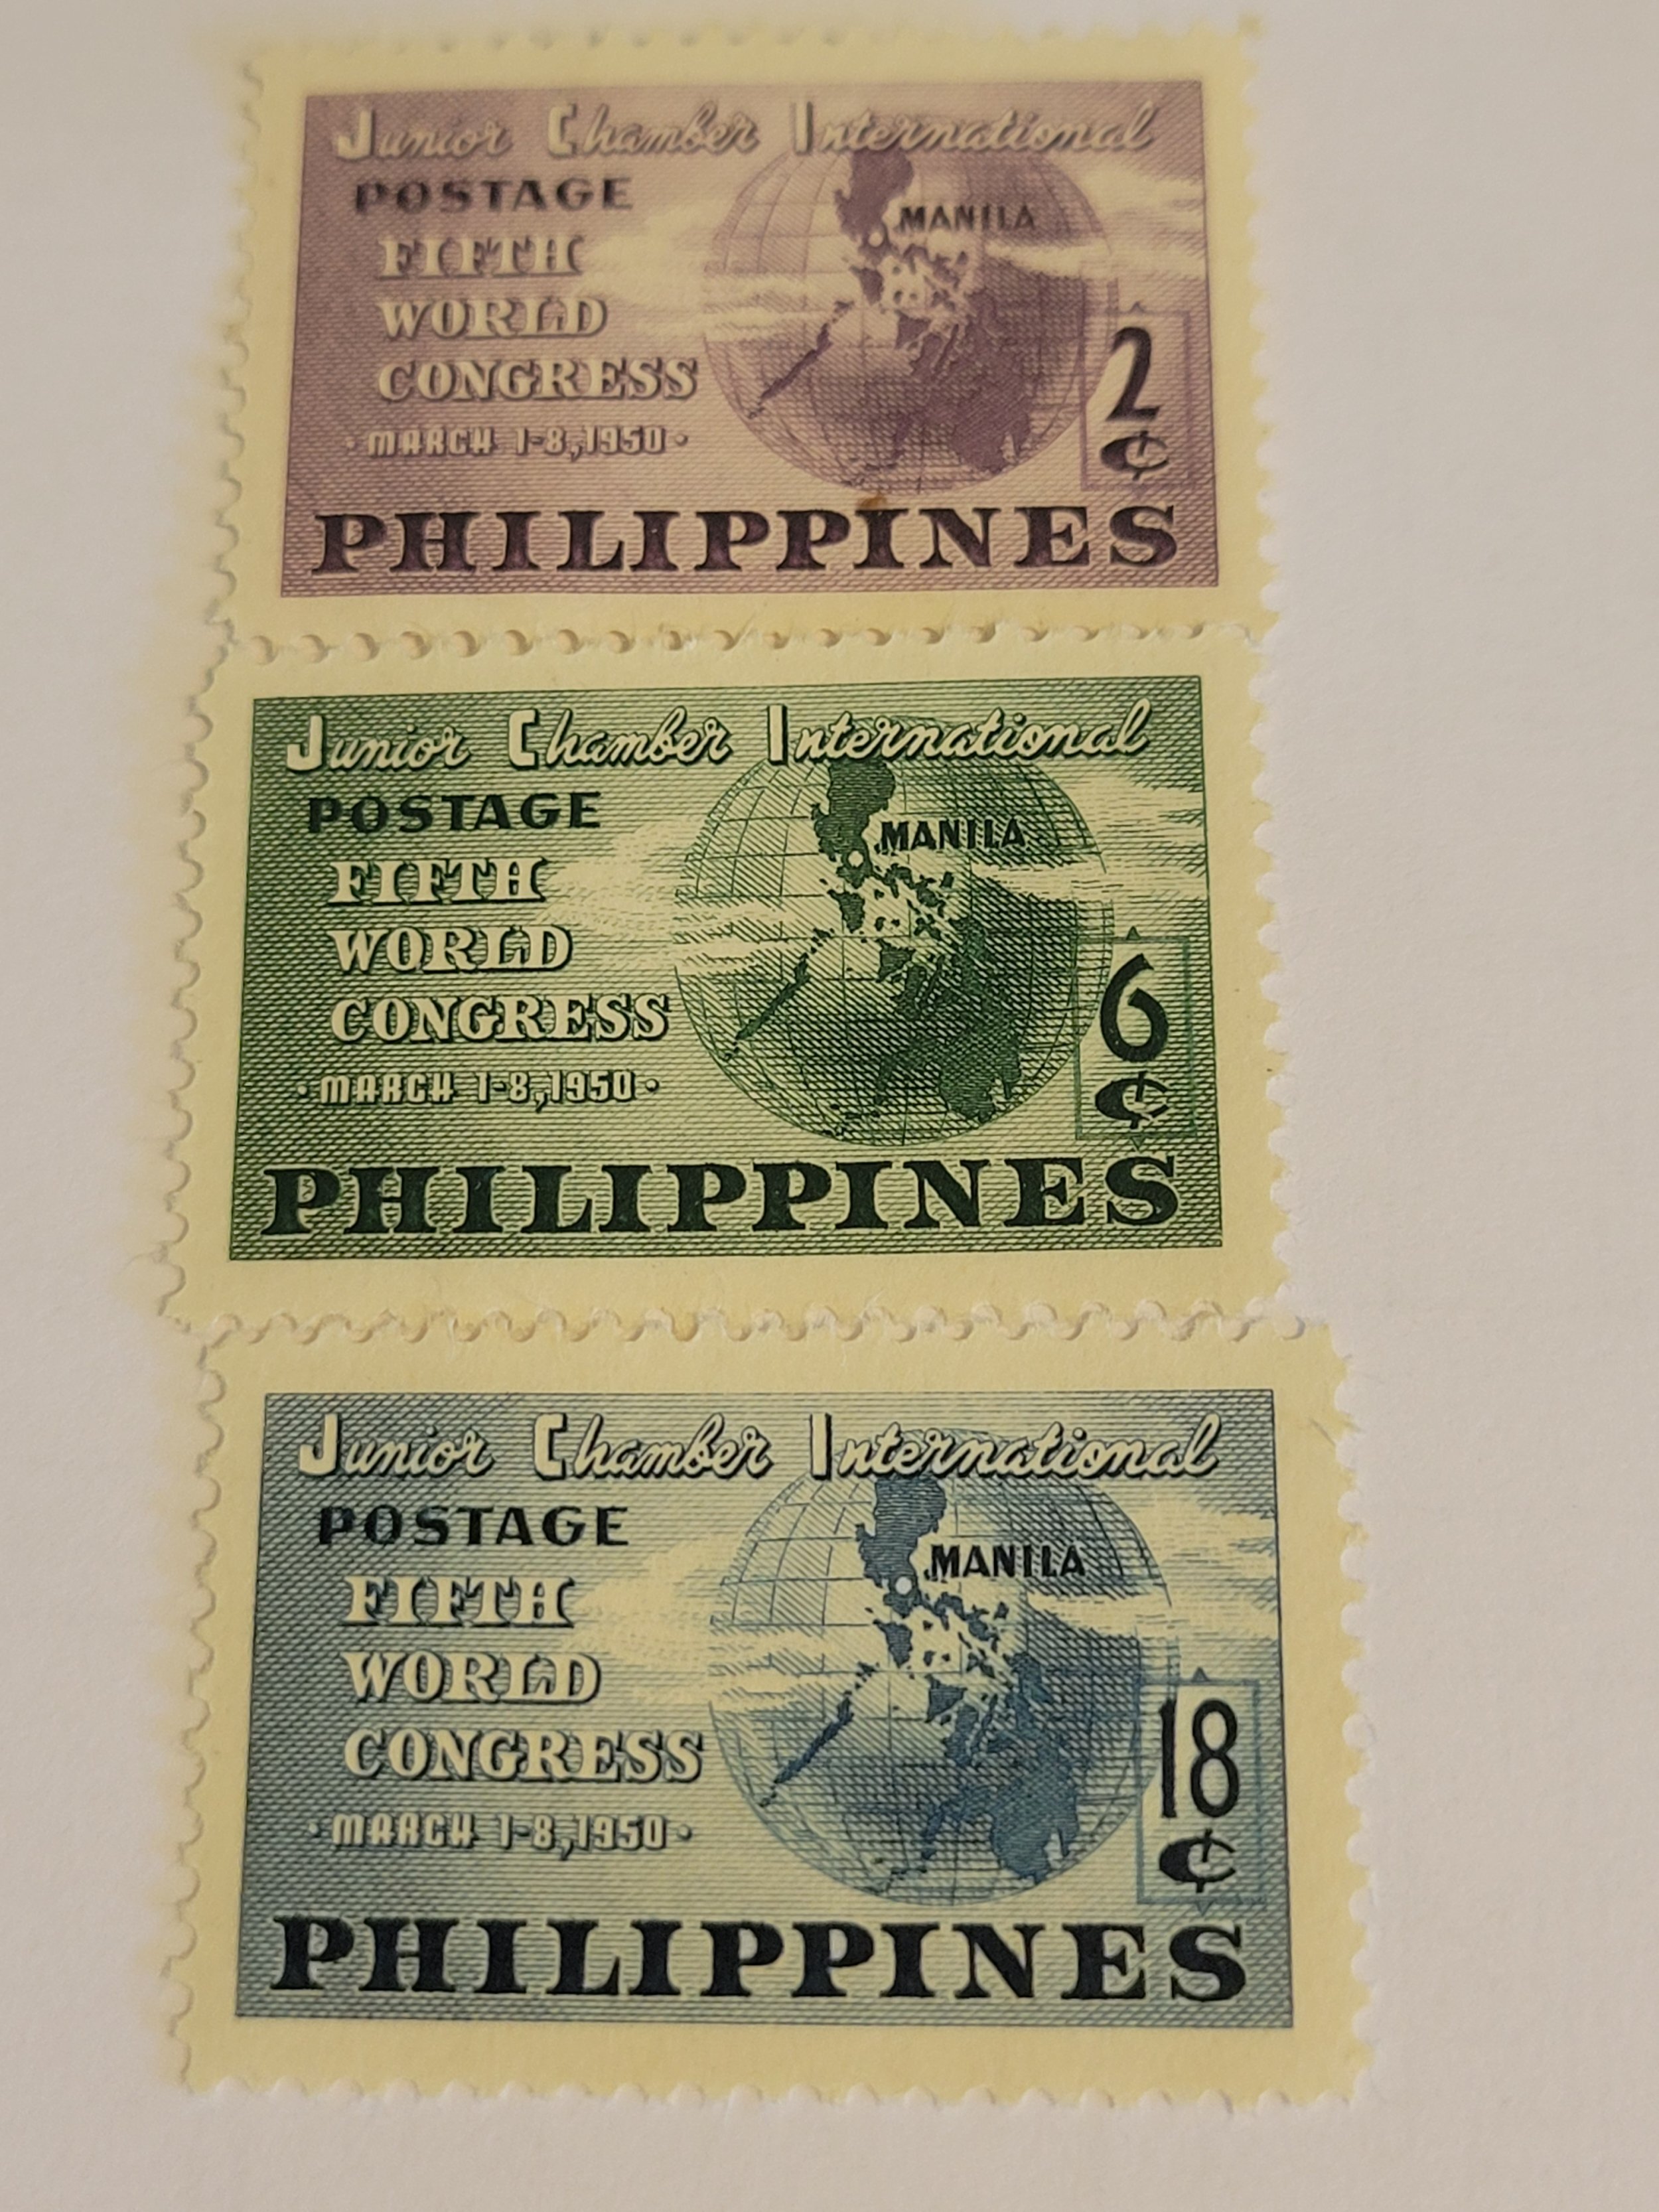 Junior Chamber International
POSTAGE
MANILA
FIFTH
WORLD
CONGRESS
2
¢
• MARCH 1-8, 1950 •
PHILIPPINES
Junior Chamber International
POSTAGE
MANILA
FIFTH
WORLD
CONGRESS
6
¢
• MARCH 1-8, 1950 •
PHILIPPINES
Junior Chamber International
POSTAGE
MANILA
FIFTH
WORLD
CONGRESS
18
¢
• MARCH 1-8, 1950 •
PHILIPPINES